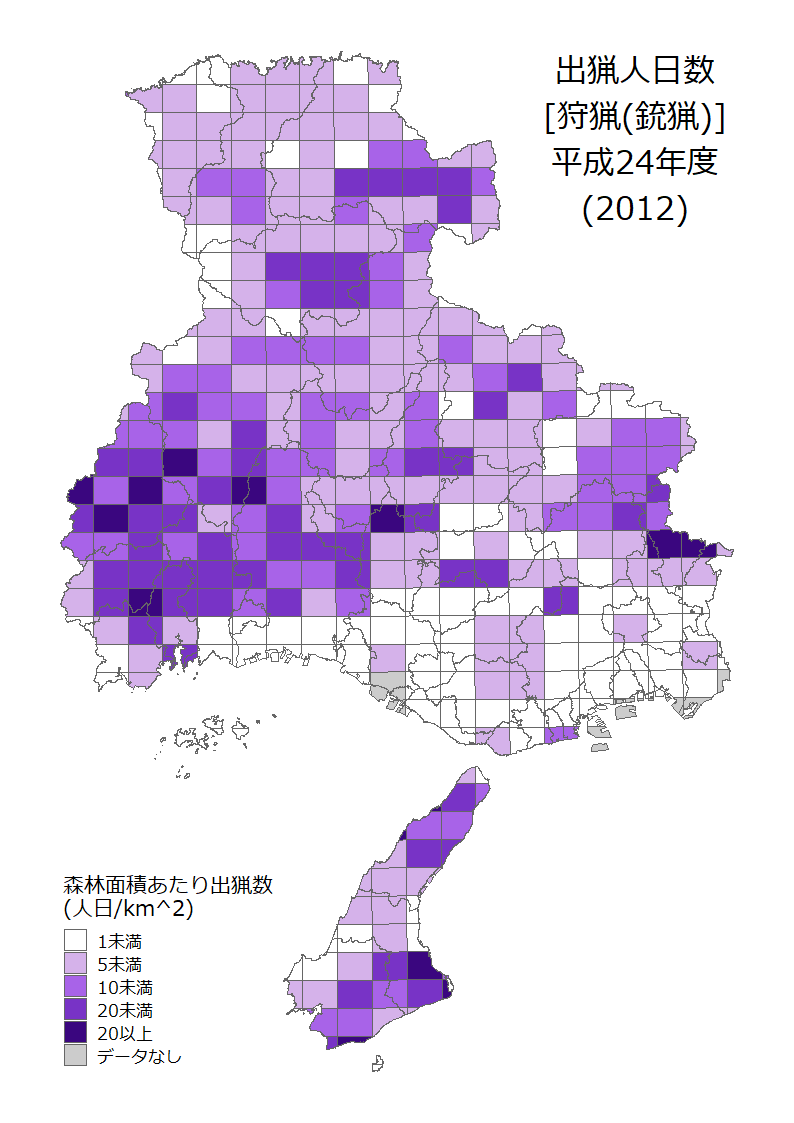 出猟人日数
[狩猟(銃猟)]
平成24年度
(2012)
森林面積あたり出猟数
(人日/km^2)
1未満
5未満
10未満
20未満
20以上
データなし